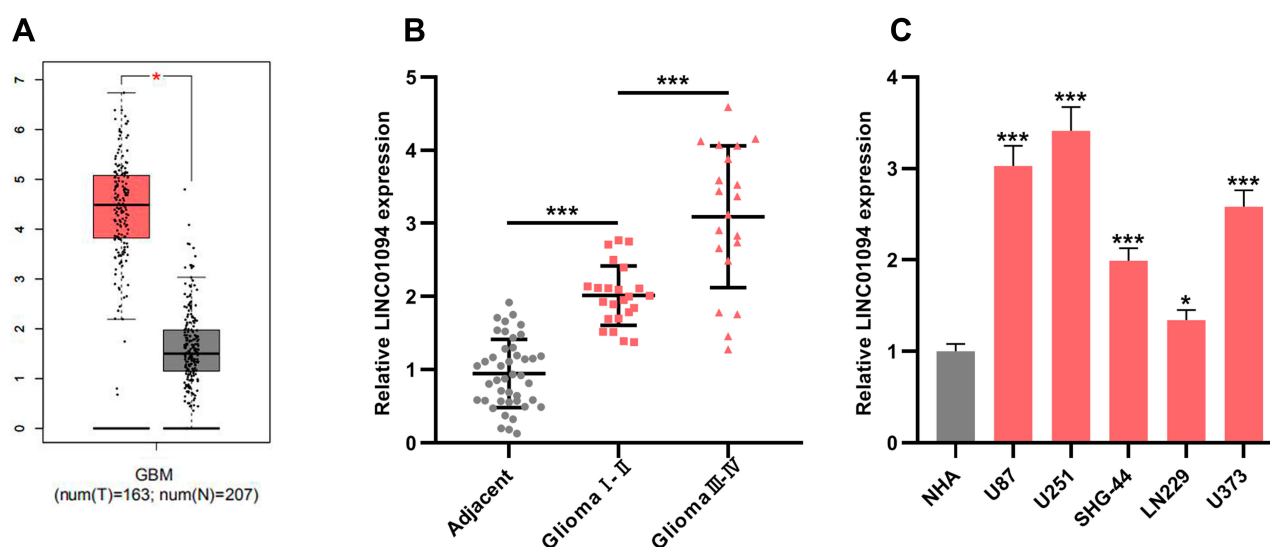 A
7
6
5
4
3
2
1
0
*
GBM
(num(T)=163; num(N)=207)
B
Relative LINC01094 expression
5
4
3
2
1
0
***
***
Adjacent
Glioma Ⅰ-Ⅱ
Glioma Ⅲ-Ⅳ
C
Relative LINC01094 expression
4
3
2
1
0
***
***
***
*
***
NHA
U87
U251
SHG-44
LN229
U373